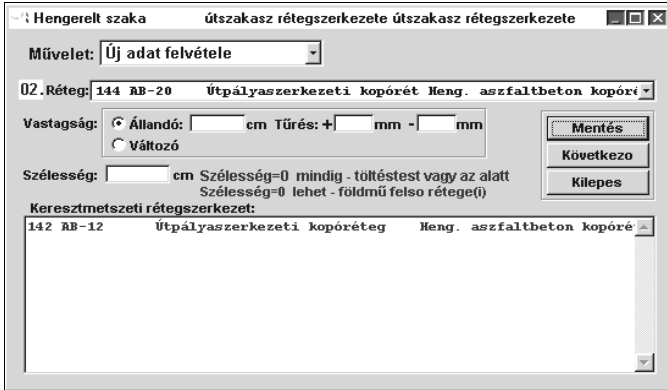 Hengerelt szaka útszakasz rétegszerkezete útszakasz rétegszerkezete
Művelet: Új adat felvétele
02. Réteg: 144 AB-20 Útpályaszerkezeti kopórét Heng. aszfaltbeton kopóré
Vastagság: Állandó: cm Tűrés: + mm - mm
Változó
Mentés
Következo
Kilepes
Szélesség: cm Szélesség=0 mindig - töltéstest vagy az alatt
Szélesség=0 lehet - földmű felso rétege(i)
Keresztmetszeti rétegszerkezet:
142 AB-12 Útpályaszerkezeti kopóréteg Heng. aszfaltbeton kopóré